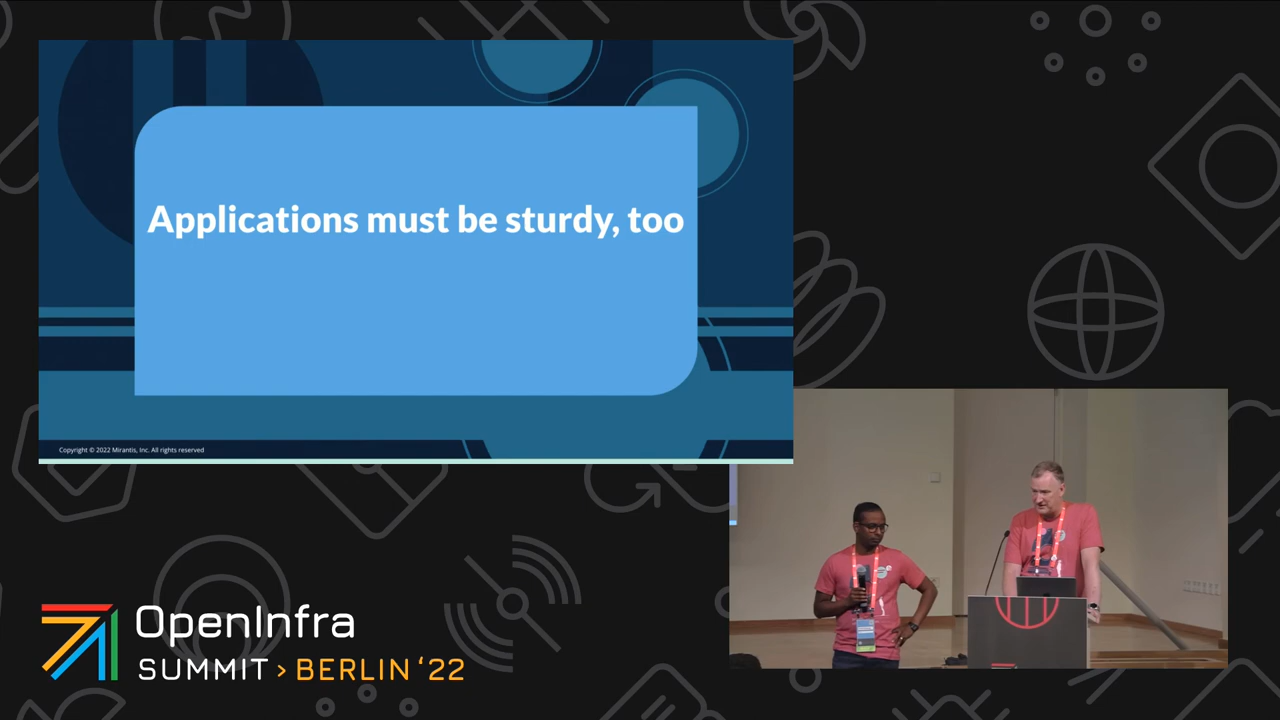 Applications must be sturdy, too
Copyright © 2022 Mirantis, Inc. All rights reserved
OpenInfra
SUMMIT > BERLIN '22